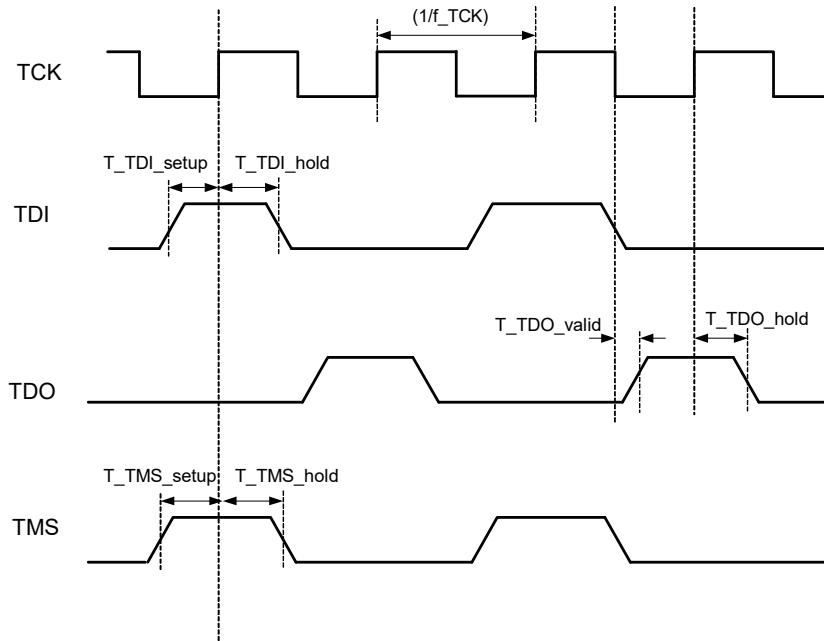 (1/f_TCK)
TCK
T_TDI_setup T_TDI_hold
TDI
T_TDO_valid T_TDO_hold
TDO
T_TMS_setup T_TMS_hold
TMS